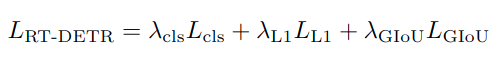 L_RT-DETR = λ_cls L_cls + λ_L1 L_L1 + λ_GIoU L_GIoU